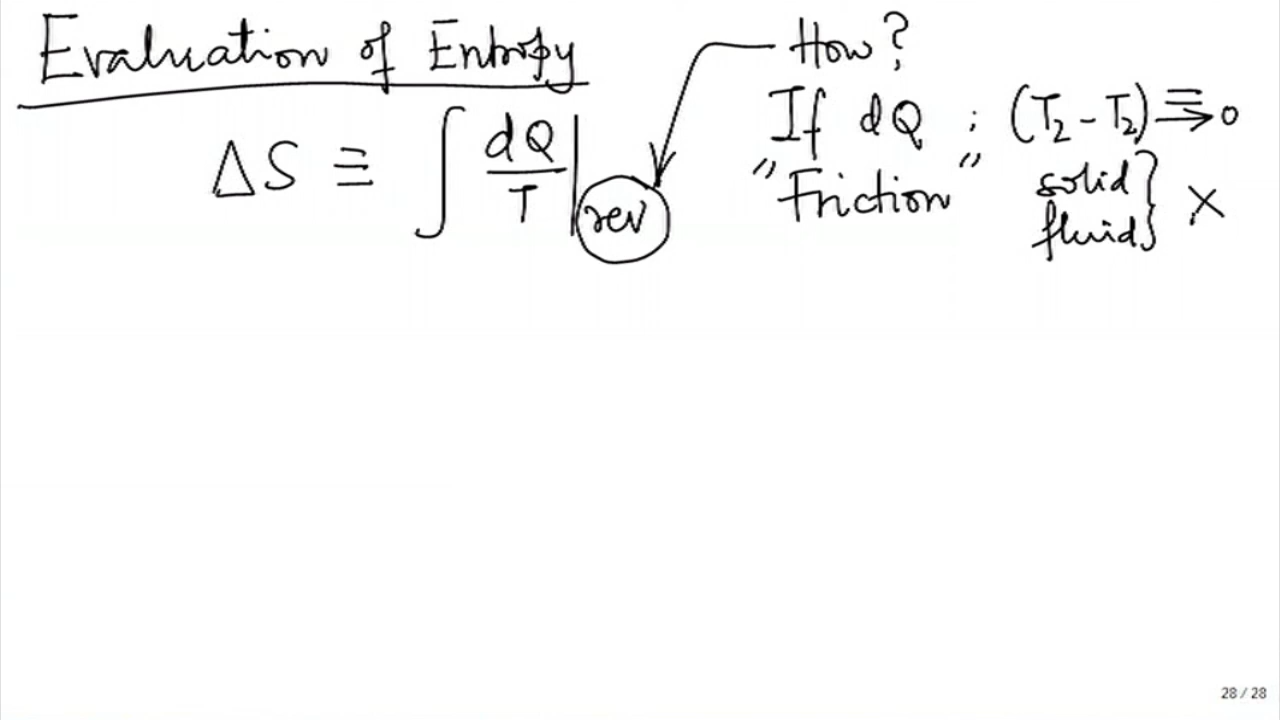 Evaluation of Entropy
ΔS ≡ ∫ dQ/T |rev
How?
If dQ ; (T₂ - T₂) ⇒ 0
"Friction" solid fluid } ×
28 / 28